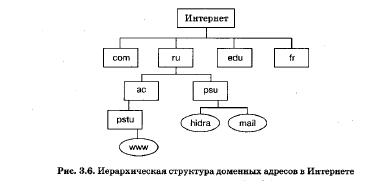 Интернет
com ru edu fr
ac psu
pstu hidra mail
www
Рис. 3.6. Иерархическая структура доменных адресов в Интернете